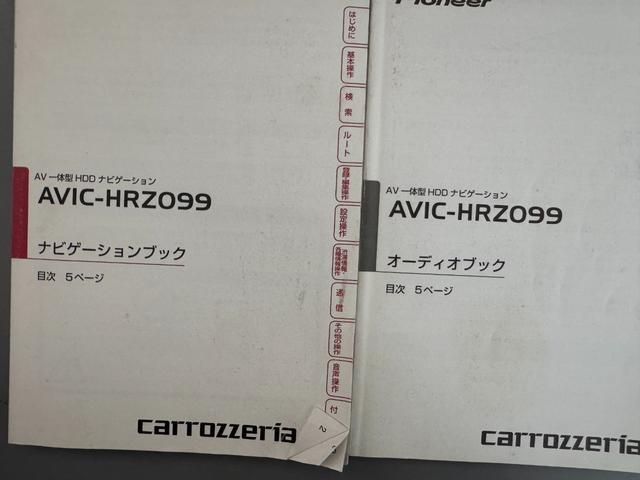 AV 一体型 HDD ナビゲーション
AVIC-HRZ099
ナビゲーションブック
目次 5ページ
carrozzeria
はじめに
基本操作
検索
ルート
設定操作
通信
その他の操作
音声操作
付
2
Pioneer
AV 一体型 HDD ナビゲーション
AVIC-HRZ099
オーディオブック
目次 5ページ
carrozzeria